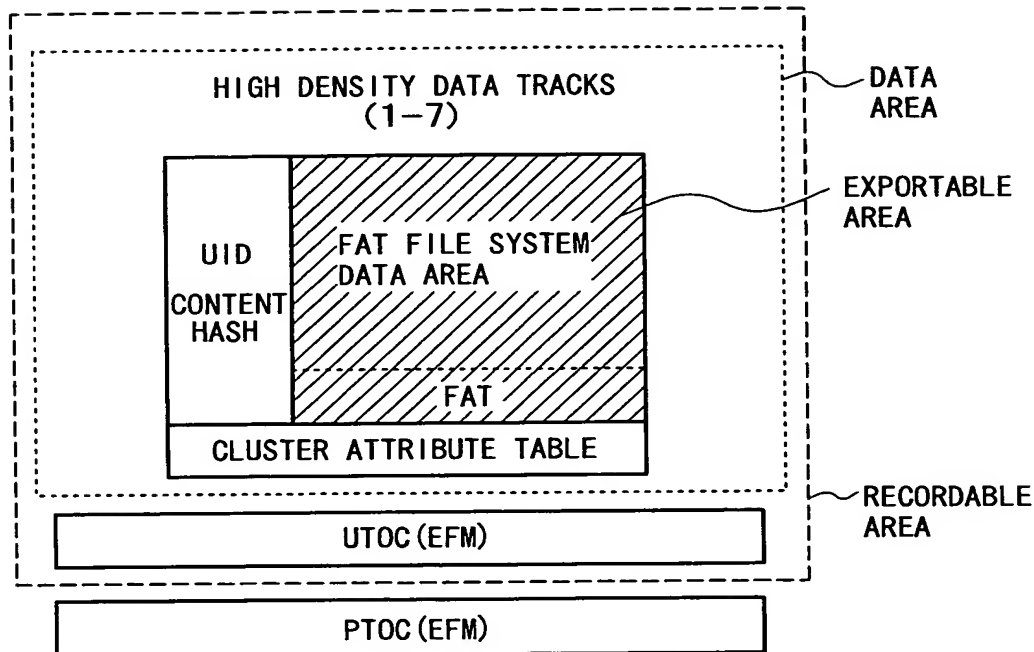 HIGH DENSITY DATA TRACKS
(1-7)
DATA
AREA
EXPORTABLE
AREA
UID
CONTENT
HASH
FAT FILE SYSTEM
DATA AREA
FAT
CLUSTER ATTRIBUTE TABLE
RECORDABLE
AREA
UTOC(EFM)
PTOC(EFM)